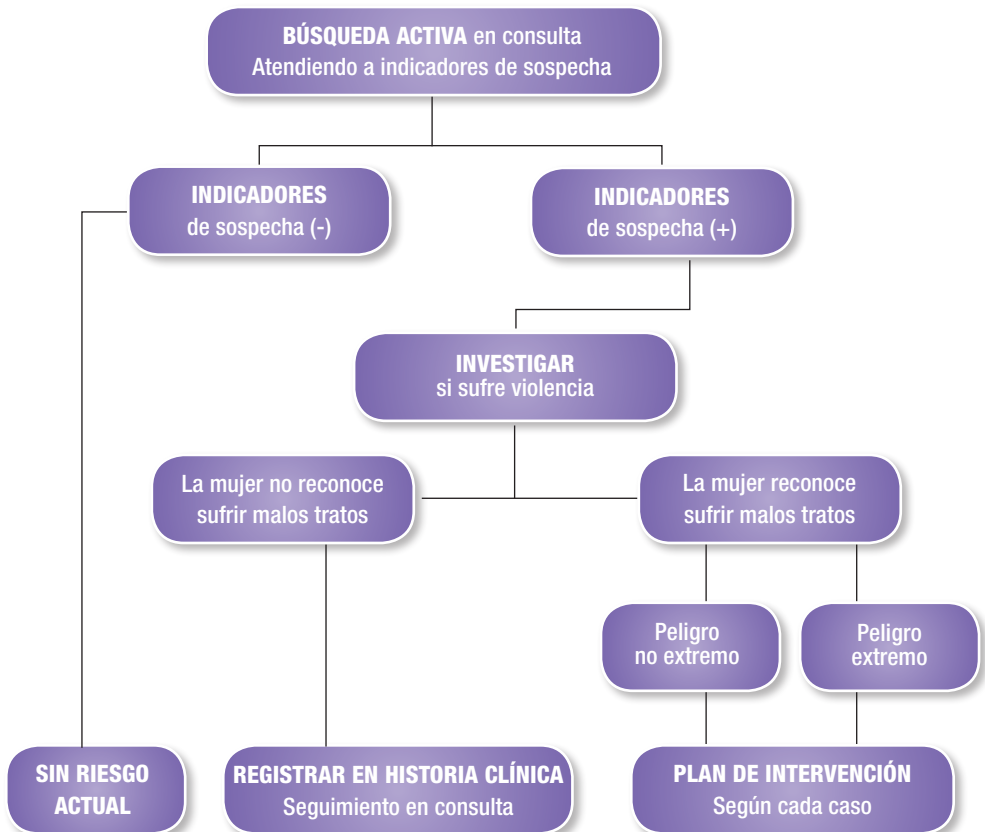 BÚSQUEDA ACTIVA en consulta
Atendiendo a indicadores de sospecha
INDICADORES
de sospecha (-)
INDICADORES
de sospecha (+)
INVESTIGAR
si sufre violencia
La mujer no reconoce
sufrir malos tratos
La mujer reconoce
sufrir malos tratos
Peligro
no extremo
Peligro
extremo
SIN RIESGO
ACTUAL
REGISTRAR EN HISTORIA CLÍNICA
Seguimiento en consulta
PLAN DE INTERVENCIÓN
Según cada caso